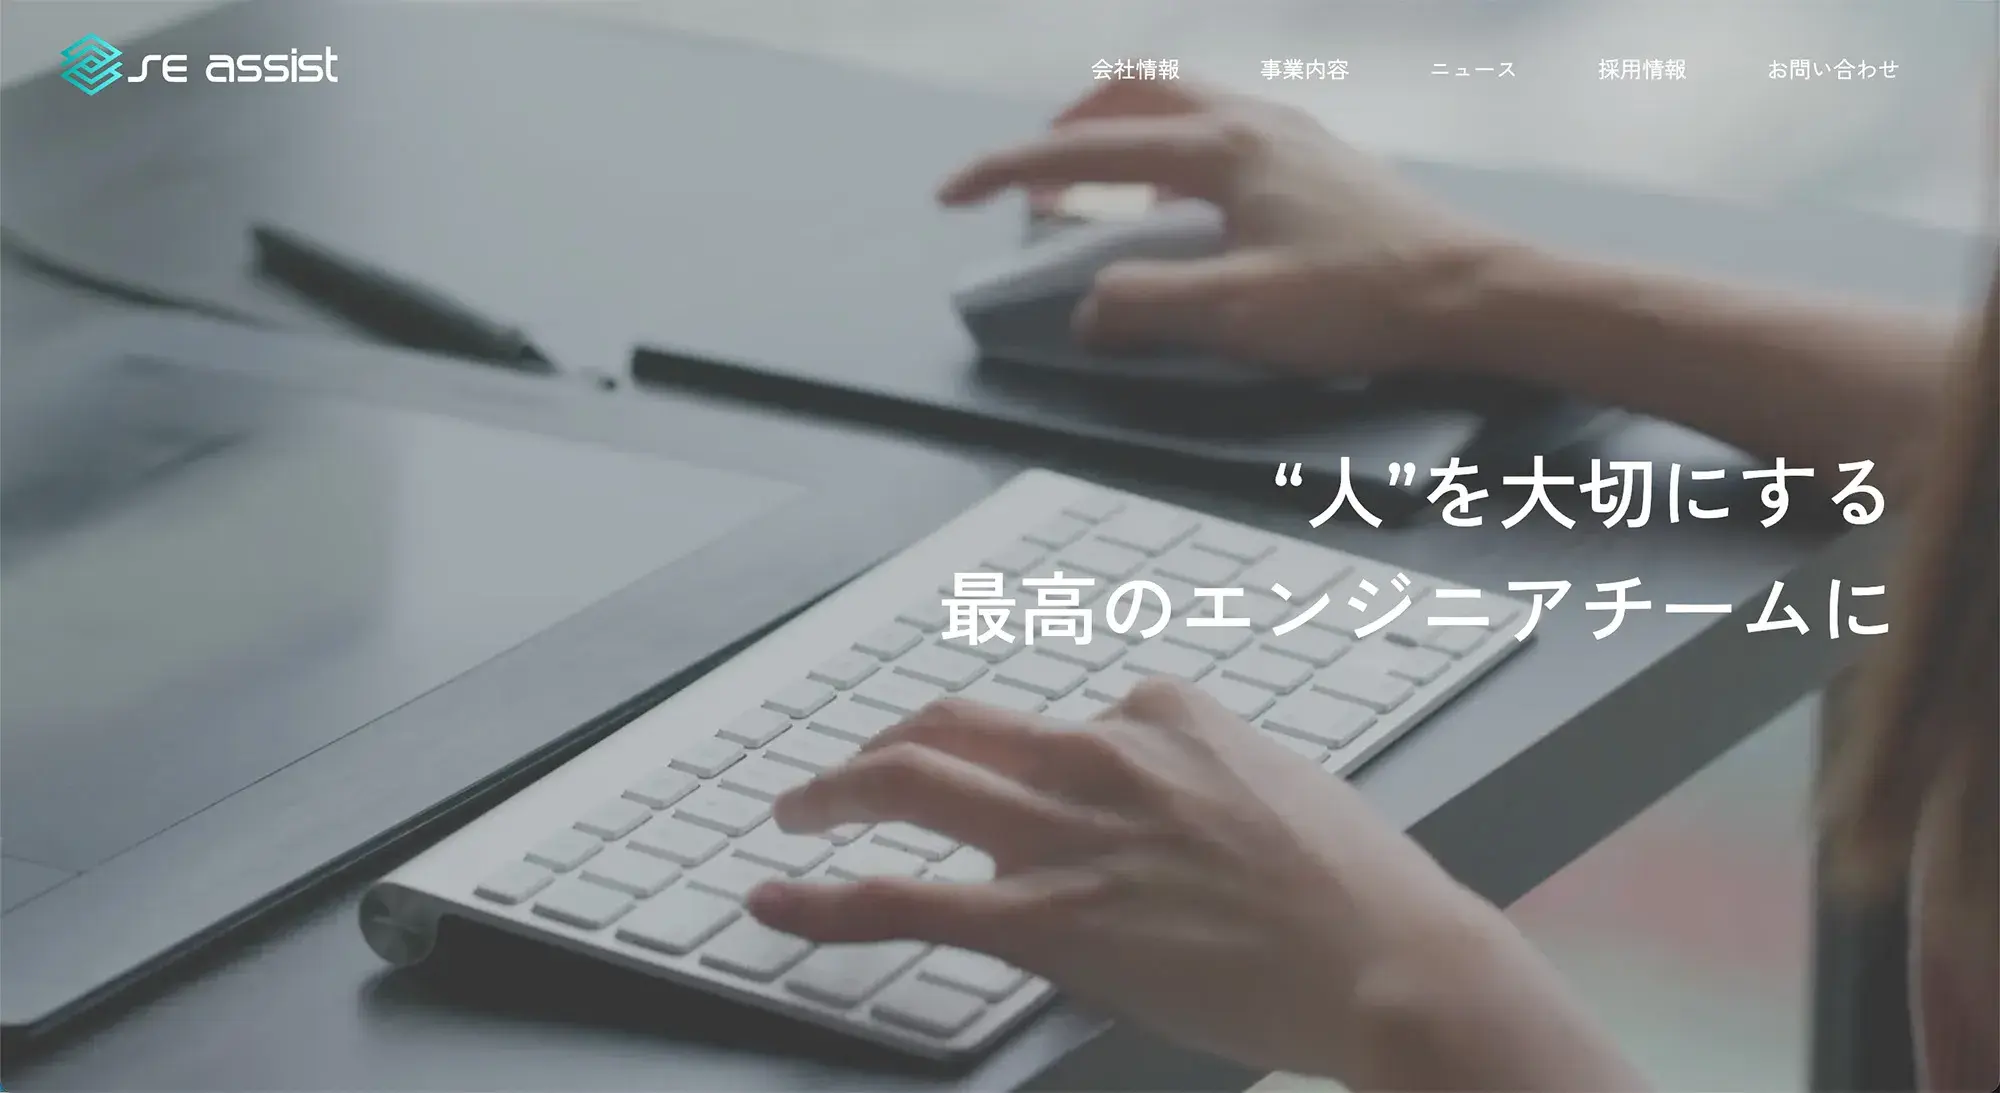 se assist
会社情報
事業内容
ニュース
採用情報
お問い合わせ
“人”を大切にする
最高のエンジニアチームに